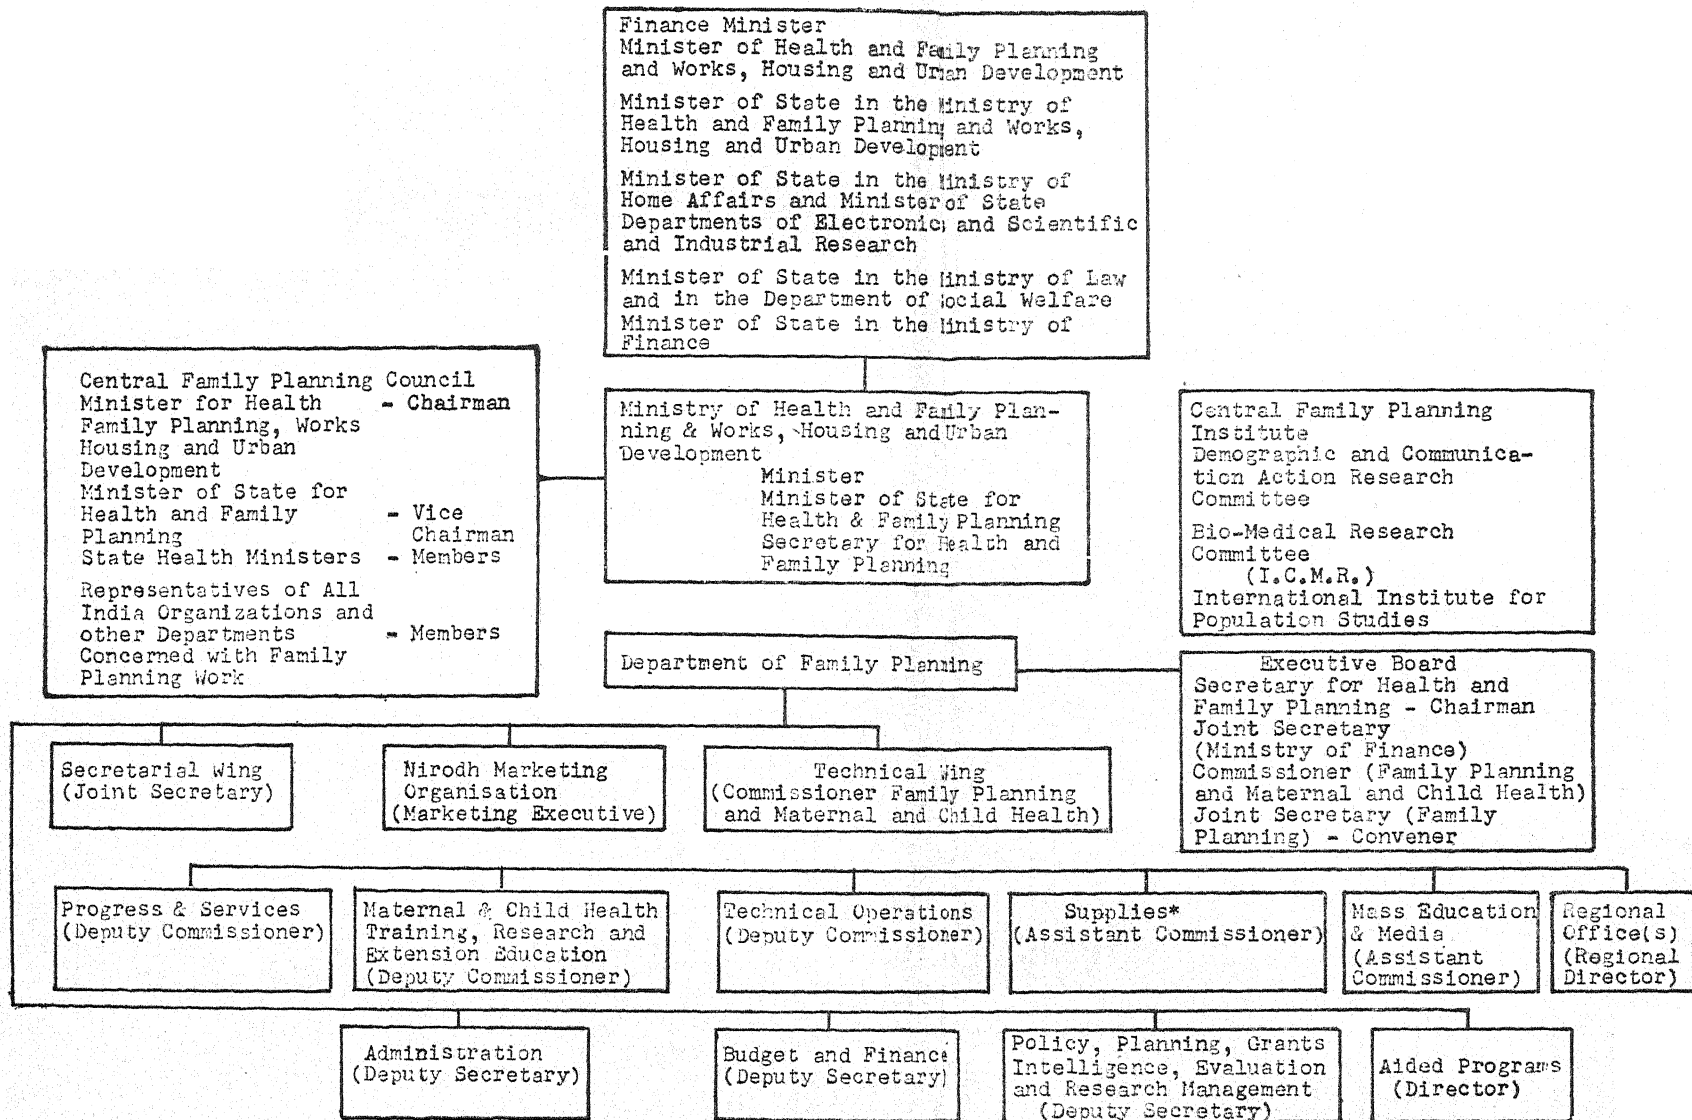 Finance Minister
Minister of Health and Family Planning
and Works, Housing and Urban Development
Minister of State in the Ministry of
Health and Family Planning and Works,
Housing and Urban Development
Minister of State in the Ministry of
Home Affairs and Minister of State
Departments of Electronics and Scientific
and Industrial Research
Minister of State in the Ministry of Law
and in the Department of Social Welfare
Minister of State in the Ministry of
Finance
Central Family Planning Council
Minister for Health - Chairman
Family Planning, Works
Housing and Urban
Development
Minister of State for
Health and Family - Vice
Planning Chairman
State Health Ministers - Members
Representatives of All
India Organizations and
other Departments - Members
Concerned with Family
Planning Work
Ministry of Health and Family Plan-
ning & Works, Housing and Urban
Development
Minister
Minister of State for
Health & Family Planning
Secretary for Health and
Family Planning
Central Family Planning
Institute
Demographic and Communica-
tion Action Research
Committee
Bio-Medical Research
Committee
(I.C.M.R.)
International Institute for
Population Studies
Department of Family Planning
Executive Board
Secretary for Health and
Family Planning - Chairman
Joint Secretary
(Ministry of Finance)
Commissioner (Family Planning
and Maternal and Child Health)
Joint Secretary (Family
Planning) - Convener
Secretarial Wing
(Joint Secretary)
Nirodh Marketing
Organisation
(Marketing Executive)
Technical Wing
(Commissioner Family Planning
and Maternal and Child Health)
Progress & Services
(Deputy Commissioner)
Maternal & Child Health
Training, Research and
Extension Education
(Deputy Commissioner)
Technical Operations
(Deputy Commissioner)
Supplies*
(Assistant Commissioner)
Mass Education
& Media
(Assistant
Commissioner)
Regional
Office(s)
(Regional
Director)
Administration
(Deputy Secretary)
Budget and Finance
(Deputy Secretary)
Policy, Planning, Grants
Intelligence, Evaluation
and Research Management
(Deputy Secretary)
Aided Programs
(Director)